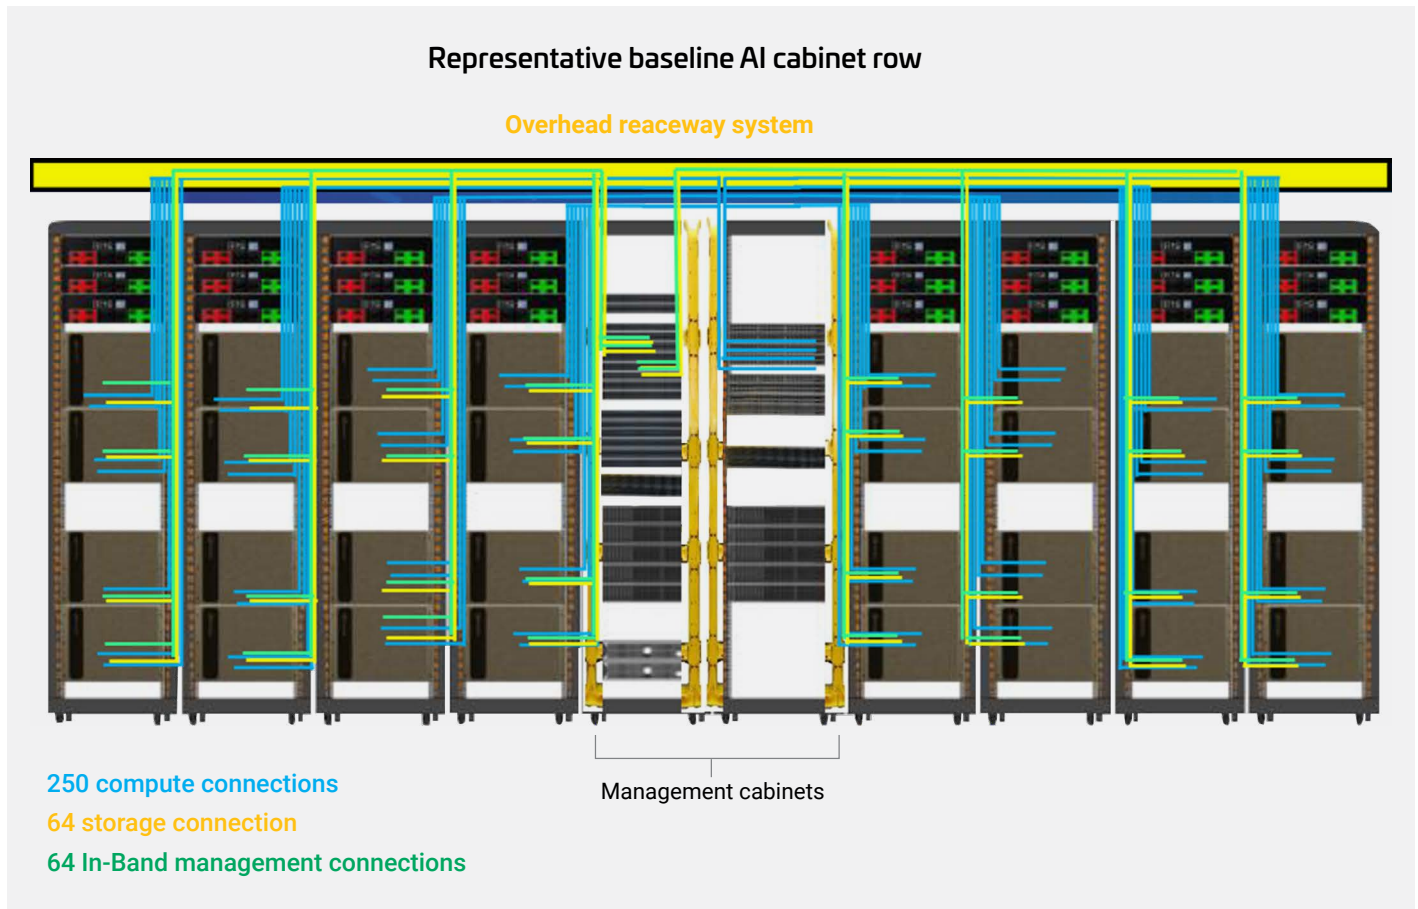 Representative baseline AI cabinet row
Overhead reaceway system
Management cabinets
250 compute connections
64 storage connection
64 In-Band management connections